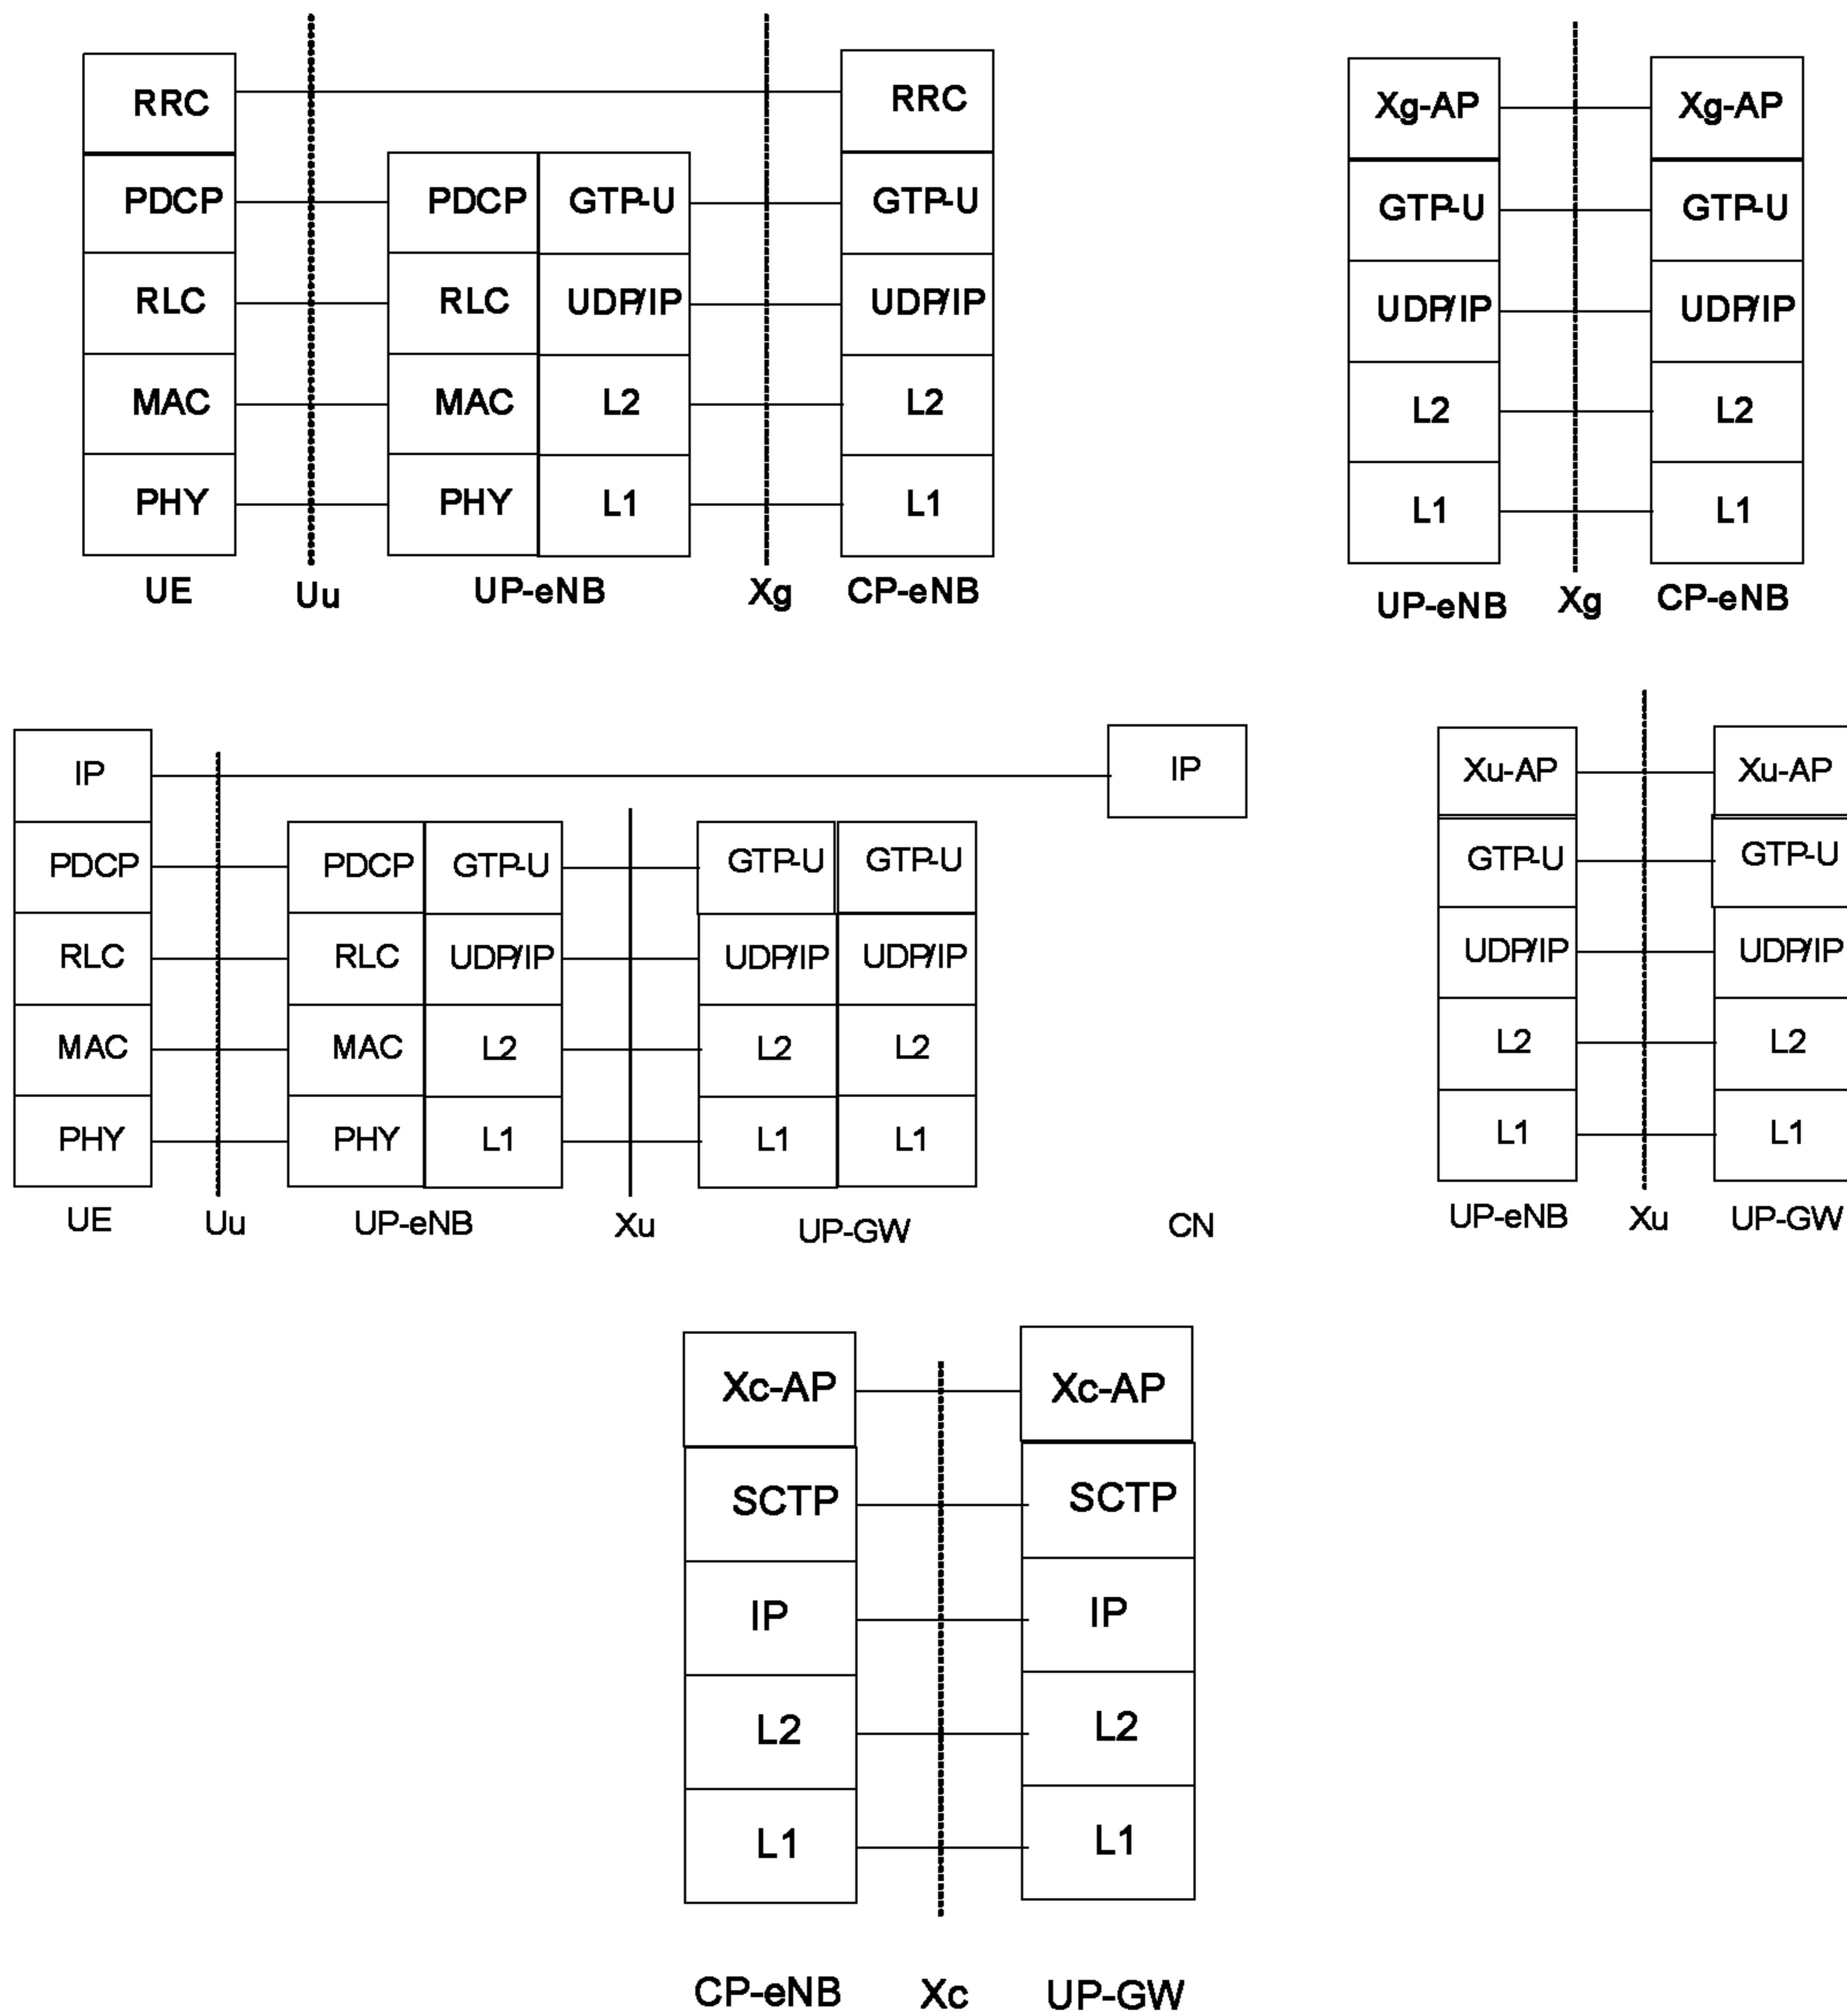 RRC RRC
PDCP PDCP GTP-U GTP-U
RLC RLC UDP/IP UDP/IP
MAC MAC L2 L2
PHY PHY L1 L1
UE Uu UP-eNB Xg CP-eNB
Xg-AP Xg-AP
GTP-U GTP-U
UDP/IP UDP/IP
L2 L2
L1 L1
UP-eNB Xg CP-eNB
IP IP
PDCP PDCP GTP-U GTP-U GTP-U
RLC RLC UDP/IP UDP/IP UDP/IP
MAC MAC L2 L2 L2
PHY PHY L1 L1 L1
UE Uu UP-eNB Xu UP-GW CN
Xu-AP Xu-AP
GTP-U GTP-U
UDP/IP UDP/IP
L2 L2
L1 L1
UP-eNB Xu UP-GW
Xc-AP Xc-AP
SCTP SCTP
IP IP
L2 L2
L1 L1
CP-eNB Xc UP-GW